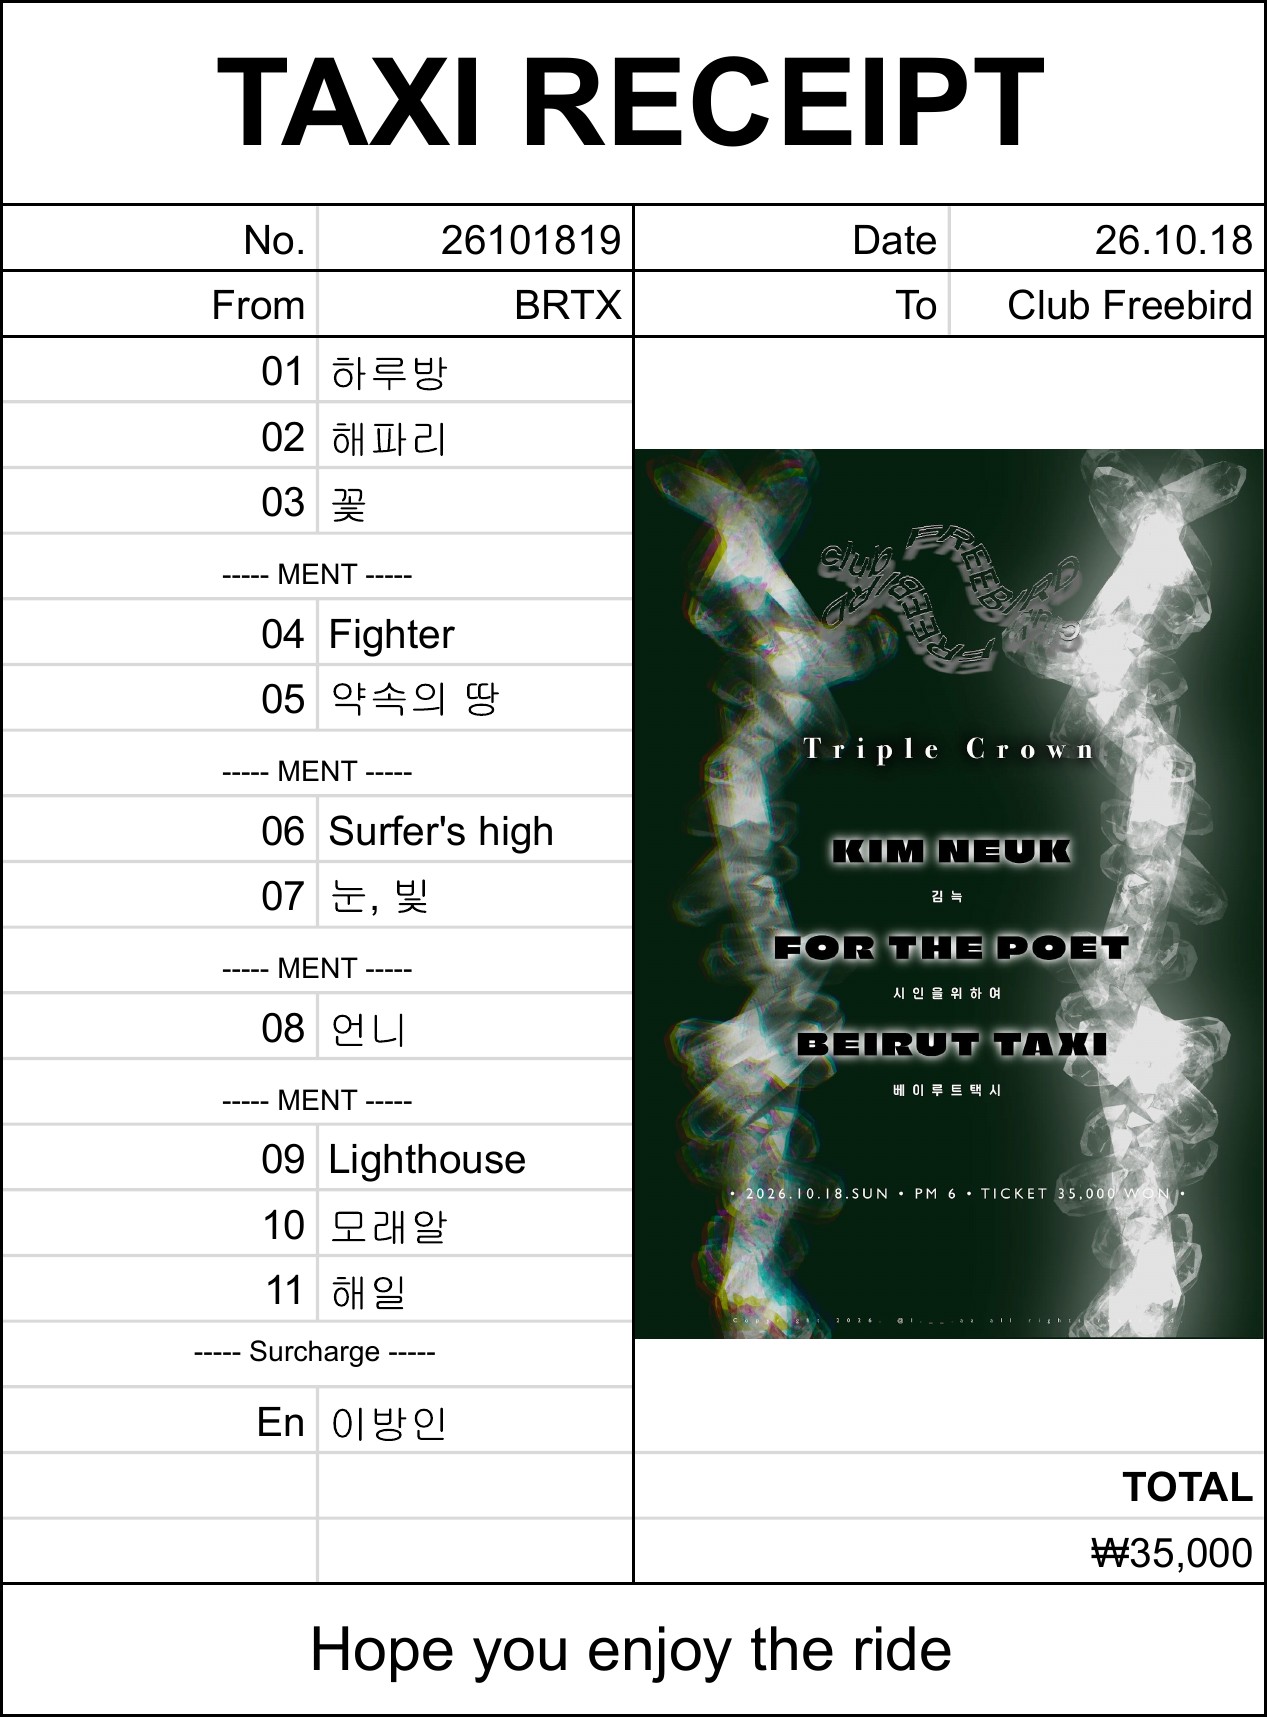 TAXI RECEIPT
No. 26101819 Date 26.10.18
From BRTX To Club Freebird
01 하루방
02 해파리
03 꽃
----- MENT -----
04 Fighter
05 약속의 땅
----- MENT -----
06 Surfer's high
07 눈, 빛
----- MENT -----
08 언니
----- MENT -----
09 Lighthouse
10 모래알
11 해일
----- Surcharge -----
En 이방인
club FREEBIRD
club FREEBIRD
Triple Crown
KIM NEUK
김늑
FOR THE POET
시인을위하여
BEIRUT TAXI
베이루트택시
• 2026.10.18.SUN • PM 6 • TICKET 35,000 WON •
TOTAL
₩35,000
Hope you enjoy the ride